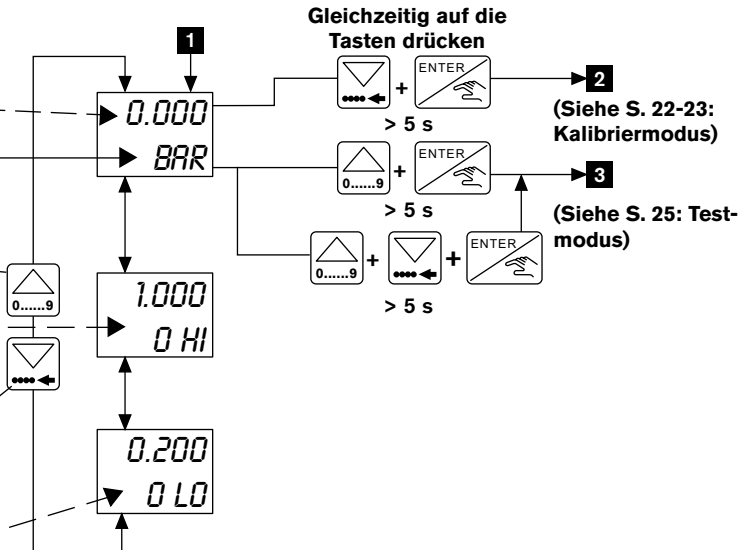 Gleichzeitig auf die
Tasten drücken
1
ENTER
+
2
> 5 s
(Siehe S. 22-23:
Kalibriermodus)
0.000
BAR
ENTER
0......9
+
3
> 5 s
(Siehe S. 25: Test-
modus)
ENTER
0......9
+
+
> 5 s
0......9
1.000
0 HI
0.200
0 LO